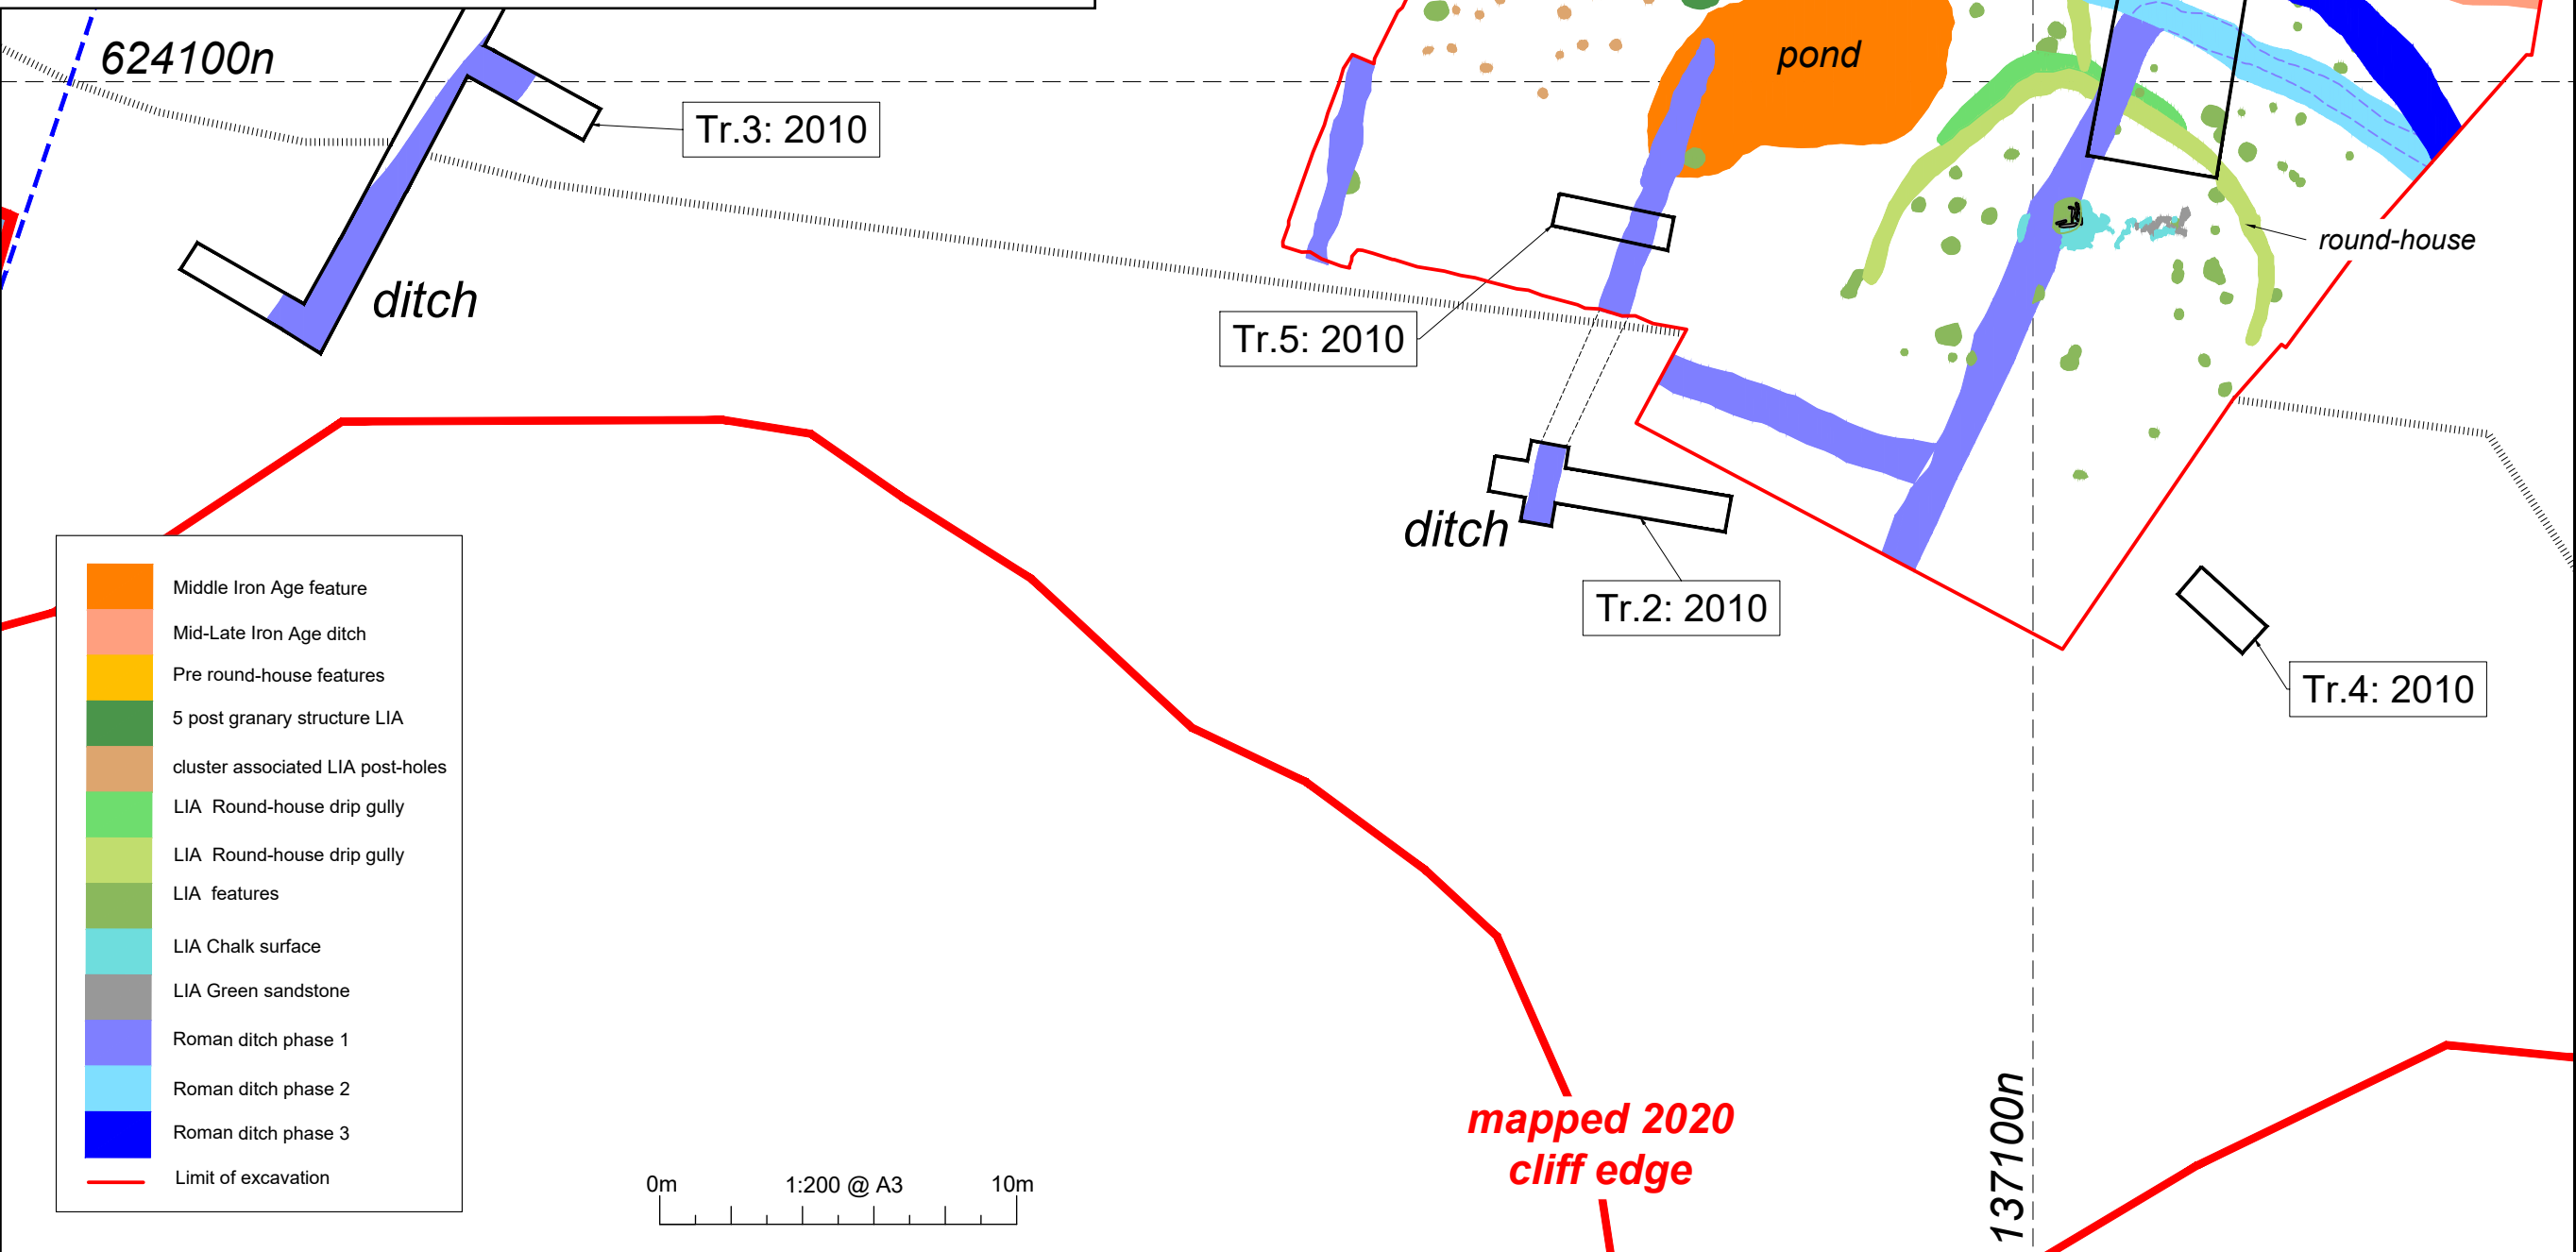 624100n
pond
Tr.3: 2010
round-house
ditch
Tr.5: 2010
ditch
Tr.2: 2010
Tr.4: 2010
Middle Iron Age feature
Mid-Late Iron Age ditch
Pre round-house features
5 post granary structure LIA
cluster associated LIA post-holes
LIA  Round-house drip gully
LIA  Round-house drip gully
LIA  features
LIA Chalk surface
LIA Green sandstone
Roman ditch phase 1
Roman ditch phase 2
Roman ditch phase 3
Limit of excavation
0m 1:200 @ A3 10m
mapped 2020
cliff edge
137100n